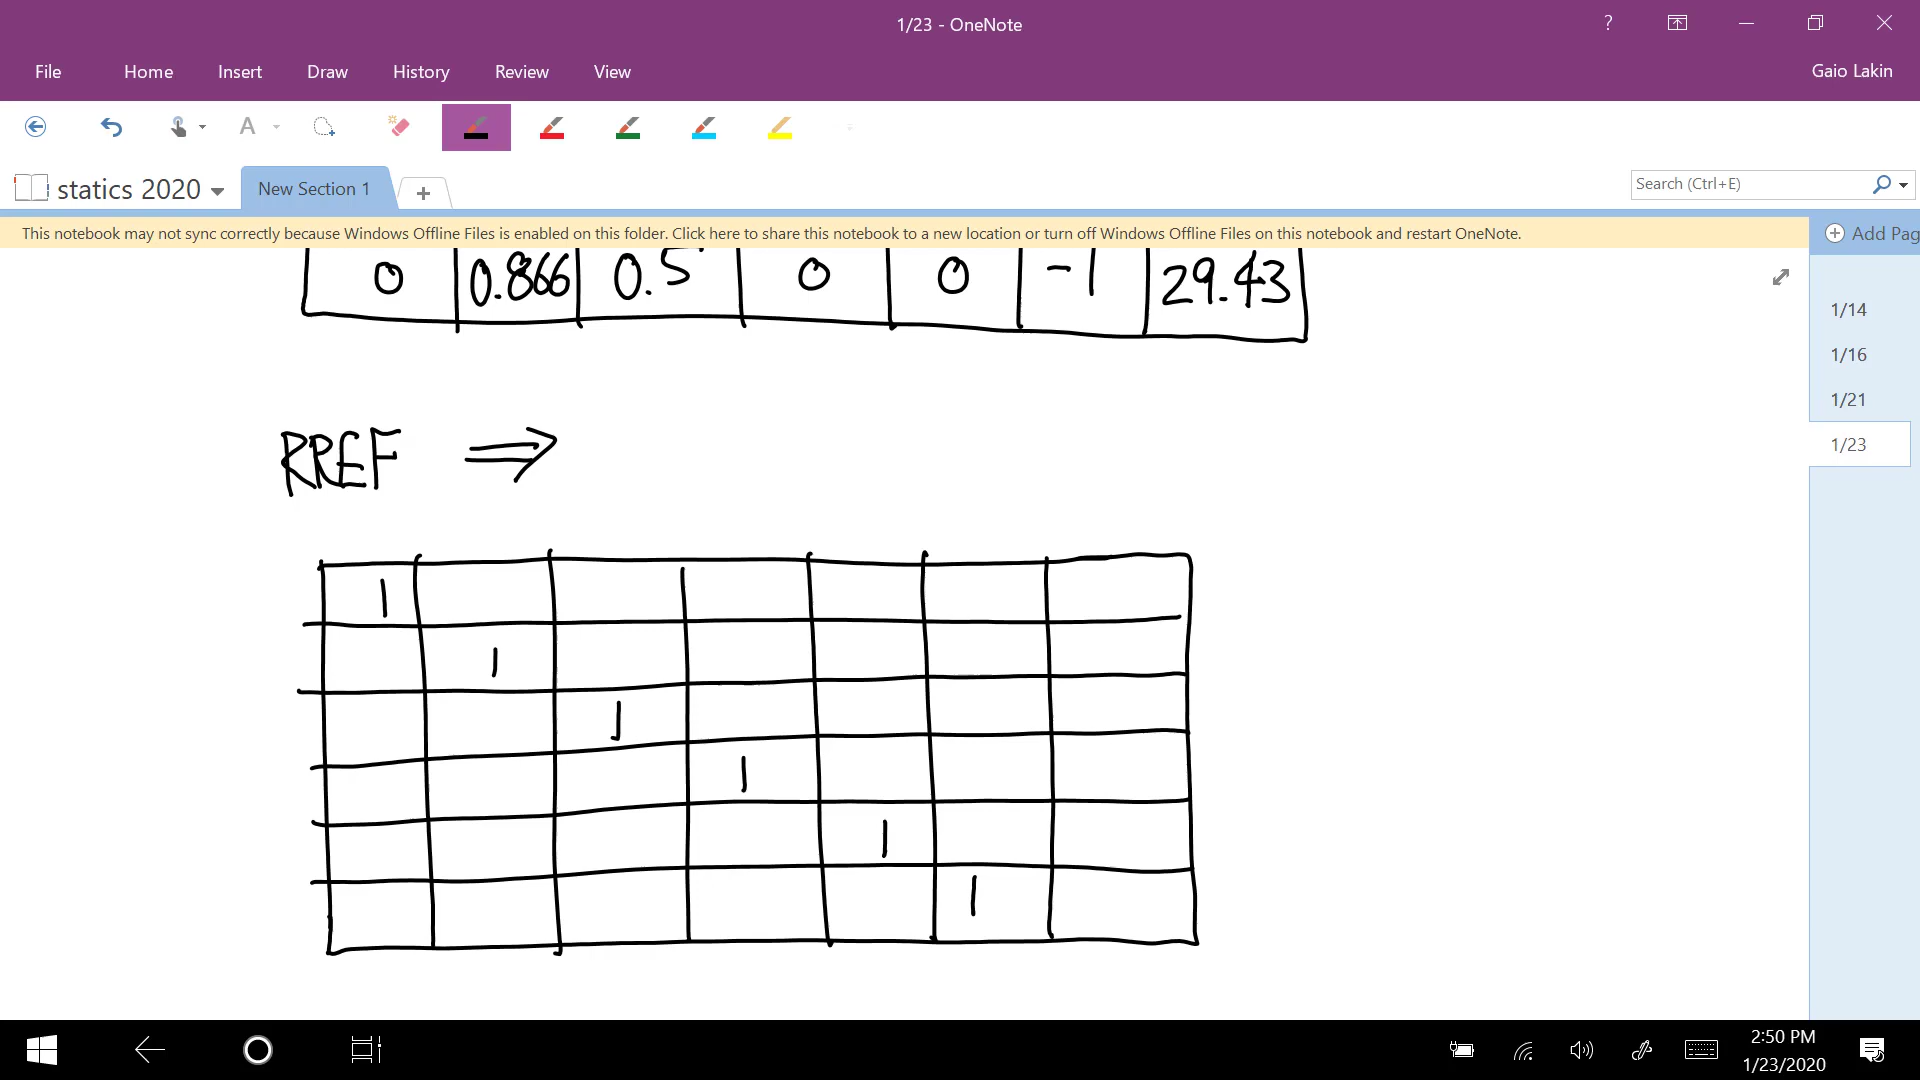 1/23 - OneNote
?
File Home Insert Draw History Review View
Gaio Lakin
A
statics 2020
New Section 1
+
Search (Ctrl+E)
This notebook may not sync correctly because Windows Offline Files is enabled on this folder. Click here to share this notebook to a new location or turn off Windows Offline Files on this notebook and restart OneNote.
Add Pag
0 0.866 0.5 0 0 -1 29.43
1/14
1/16
1/21
1/23
RREF ⇒
1
1
1
1
1
1
2:50 PM
1/23/2020